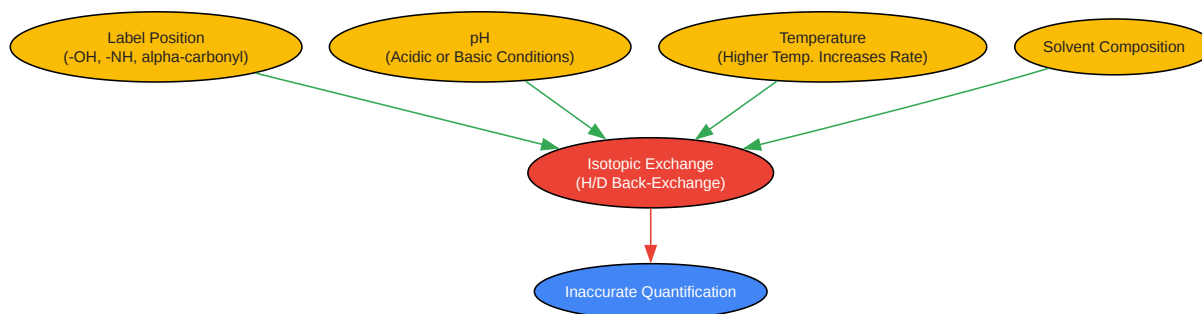 Label Position
(-OH, -NH, alpha-carbonyl)
pH
(Acidic or Basic Conditions)
Temperature
(Higher Temp. Increases Rate)
Solvent Composition
Isotopic Exchange
(H/D Back-Exchange)
Inaccurate Quantification